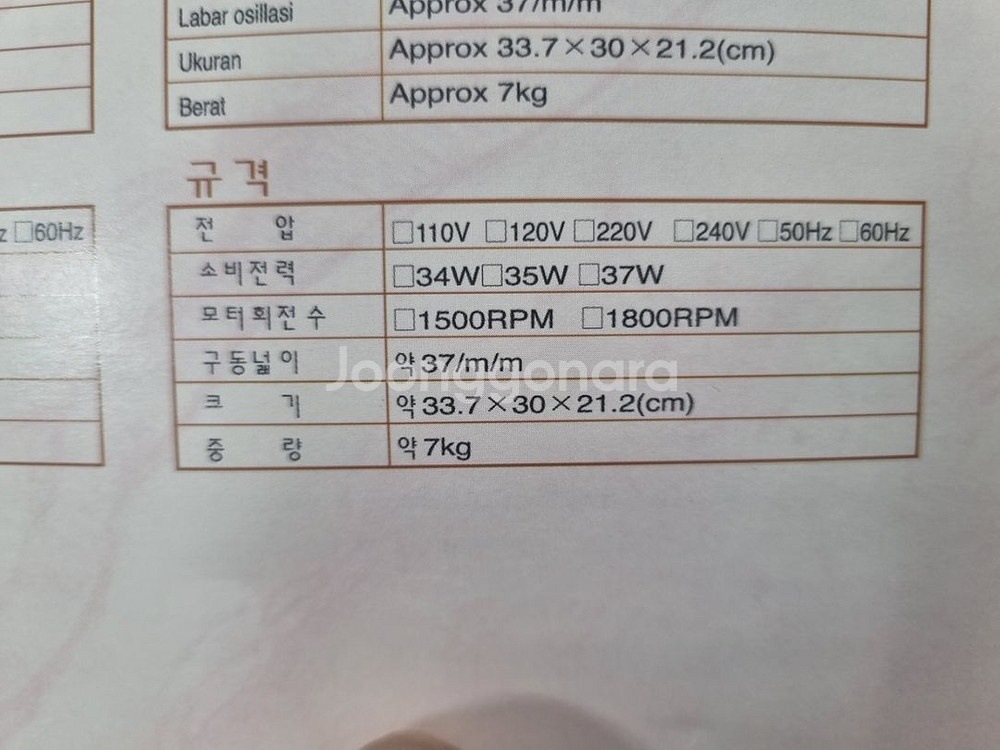 Labar osillasi Approx 37/m/m
Ukuran Approx 33.7×30×21.2(cm)
Berat Approx 7kg
규격
□60Hz
전 압 □110V □120V □220V □240V □50Hz □60Hz
소비전력 □34W□35W □37W
모터회전수 □1500RPM □1800RPM
구동넓이 약 37/m/m
Joonggonara
크 기 약 33.7×30×21.2(cm)
중 량 약 7kg